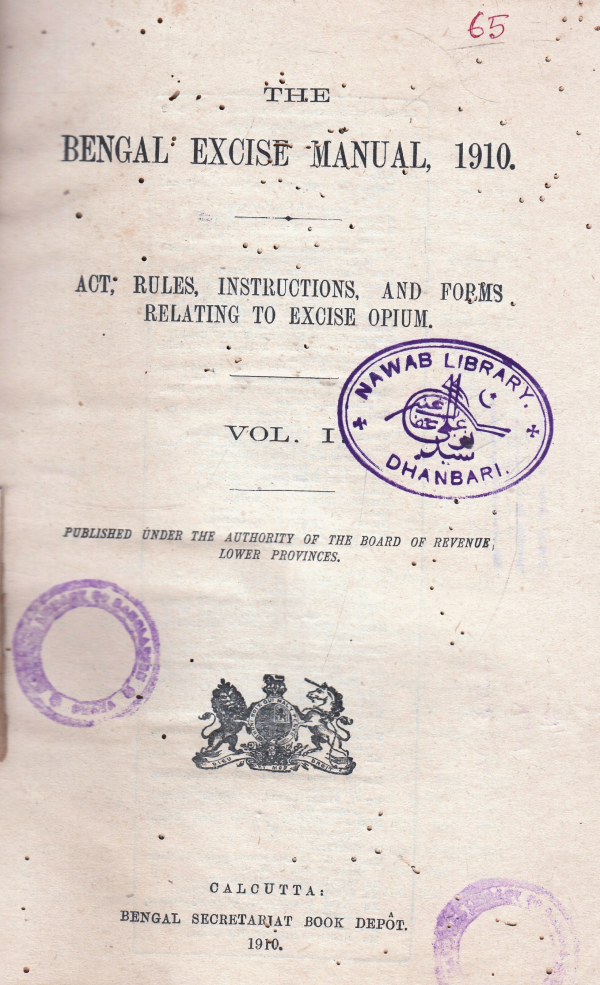 65
THE
BENGAL EXCISE MANUAL, 1910.
ACT, RULES, INSTRUCTIONS, AND FORMS
RELATING TO EXCISE OPIUM.
VOL. I.
NAWAB LIBRARY.
DHANBARI.
PUBLISHED UNDER THE AUTHORITY OF THE BOARD OF REVENUE,
LOWER PROVINCES.
CALCUTTA:
BENGAL SECRETARIAT BOOK DEPÔT.
1910.